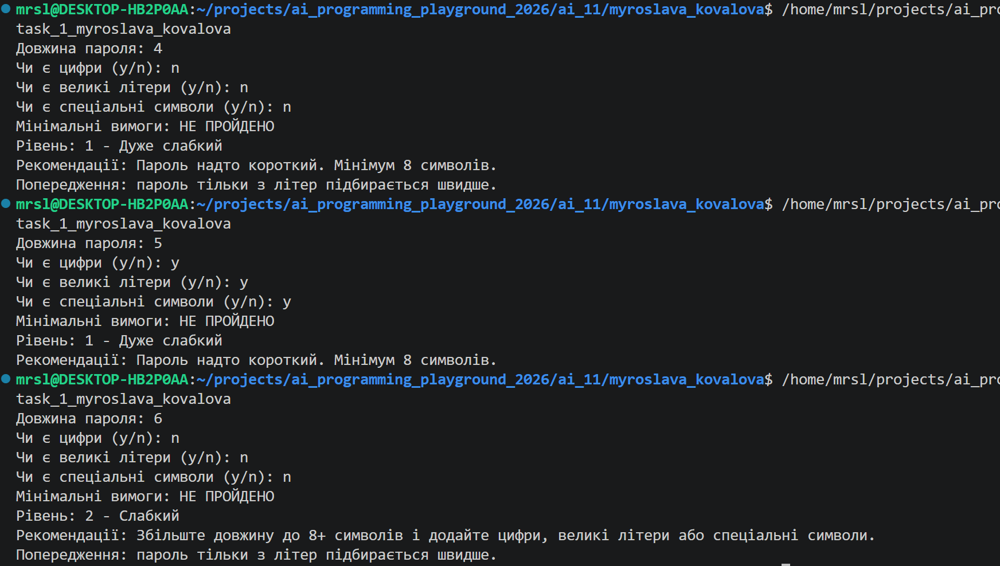 mrsl@DESKTOP-HB2P0AA:~/projects/ai_programming_playground_2026/ai_11/myroslava_kovalova$ /home/mrsl/projects/ai_pro
task_1_myroslava_kovalova
Довжина пароля: 4
Чи є цифри (y/n): n
Чи є великі літери (y/n): n
Чи є спеціальні символи (y/n): n
Мінімальні вимоги: НЕ ПРОЙДЕНО
Рівень: 1 - Дуже слабкий
Рекомендації: Пароль надто короткий. Мінімум 8 символів.
Попередження: пароль тільки з літер підбирається швидше.
mrsl@DESKTOP-HB2P0AA:~/projects/ai_programming_playground_2026/ai_11/myroslava_kovalova$ /home/mrsl/projects/ai_pro
task_1_myroslava_kovalova
Довжина пароля: 5
Чи є цифри (y/n): y
Чи є великі літери (y/n): y
Чи є спеціальні символи (y/n): y
Мінімальні вимоги: НЕ ПРОЙДЕНО
Рівень: 1 - Дуже слабкий
Рекомендації: Пароль надто короткий. Мінімум 8 символів.
mrsl@DESKTOP-HB2P0AA:~/projects/ai_programming_playground_2026/ai_11/myroslava_kovalova$ /home/mrsl/projects/ai_pro
task_1_myroslava_kovalova
Довжина пароля: 6
Чи є цифри (y/n): n
Чи є великі літери (y/n): n
Чи є спеціальні символи (y/n): n
Мінімальні вимоги: НЕ ПРОЙДЕНО
Рівень: 2 - Слабкий
Рекомендації: Збільште довжину до 8+ символів і додайте цифри, великі літери або спеціальні символи.
Попередження: пароль тільки з літер підбирається швидше.